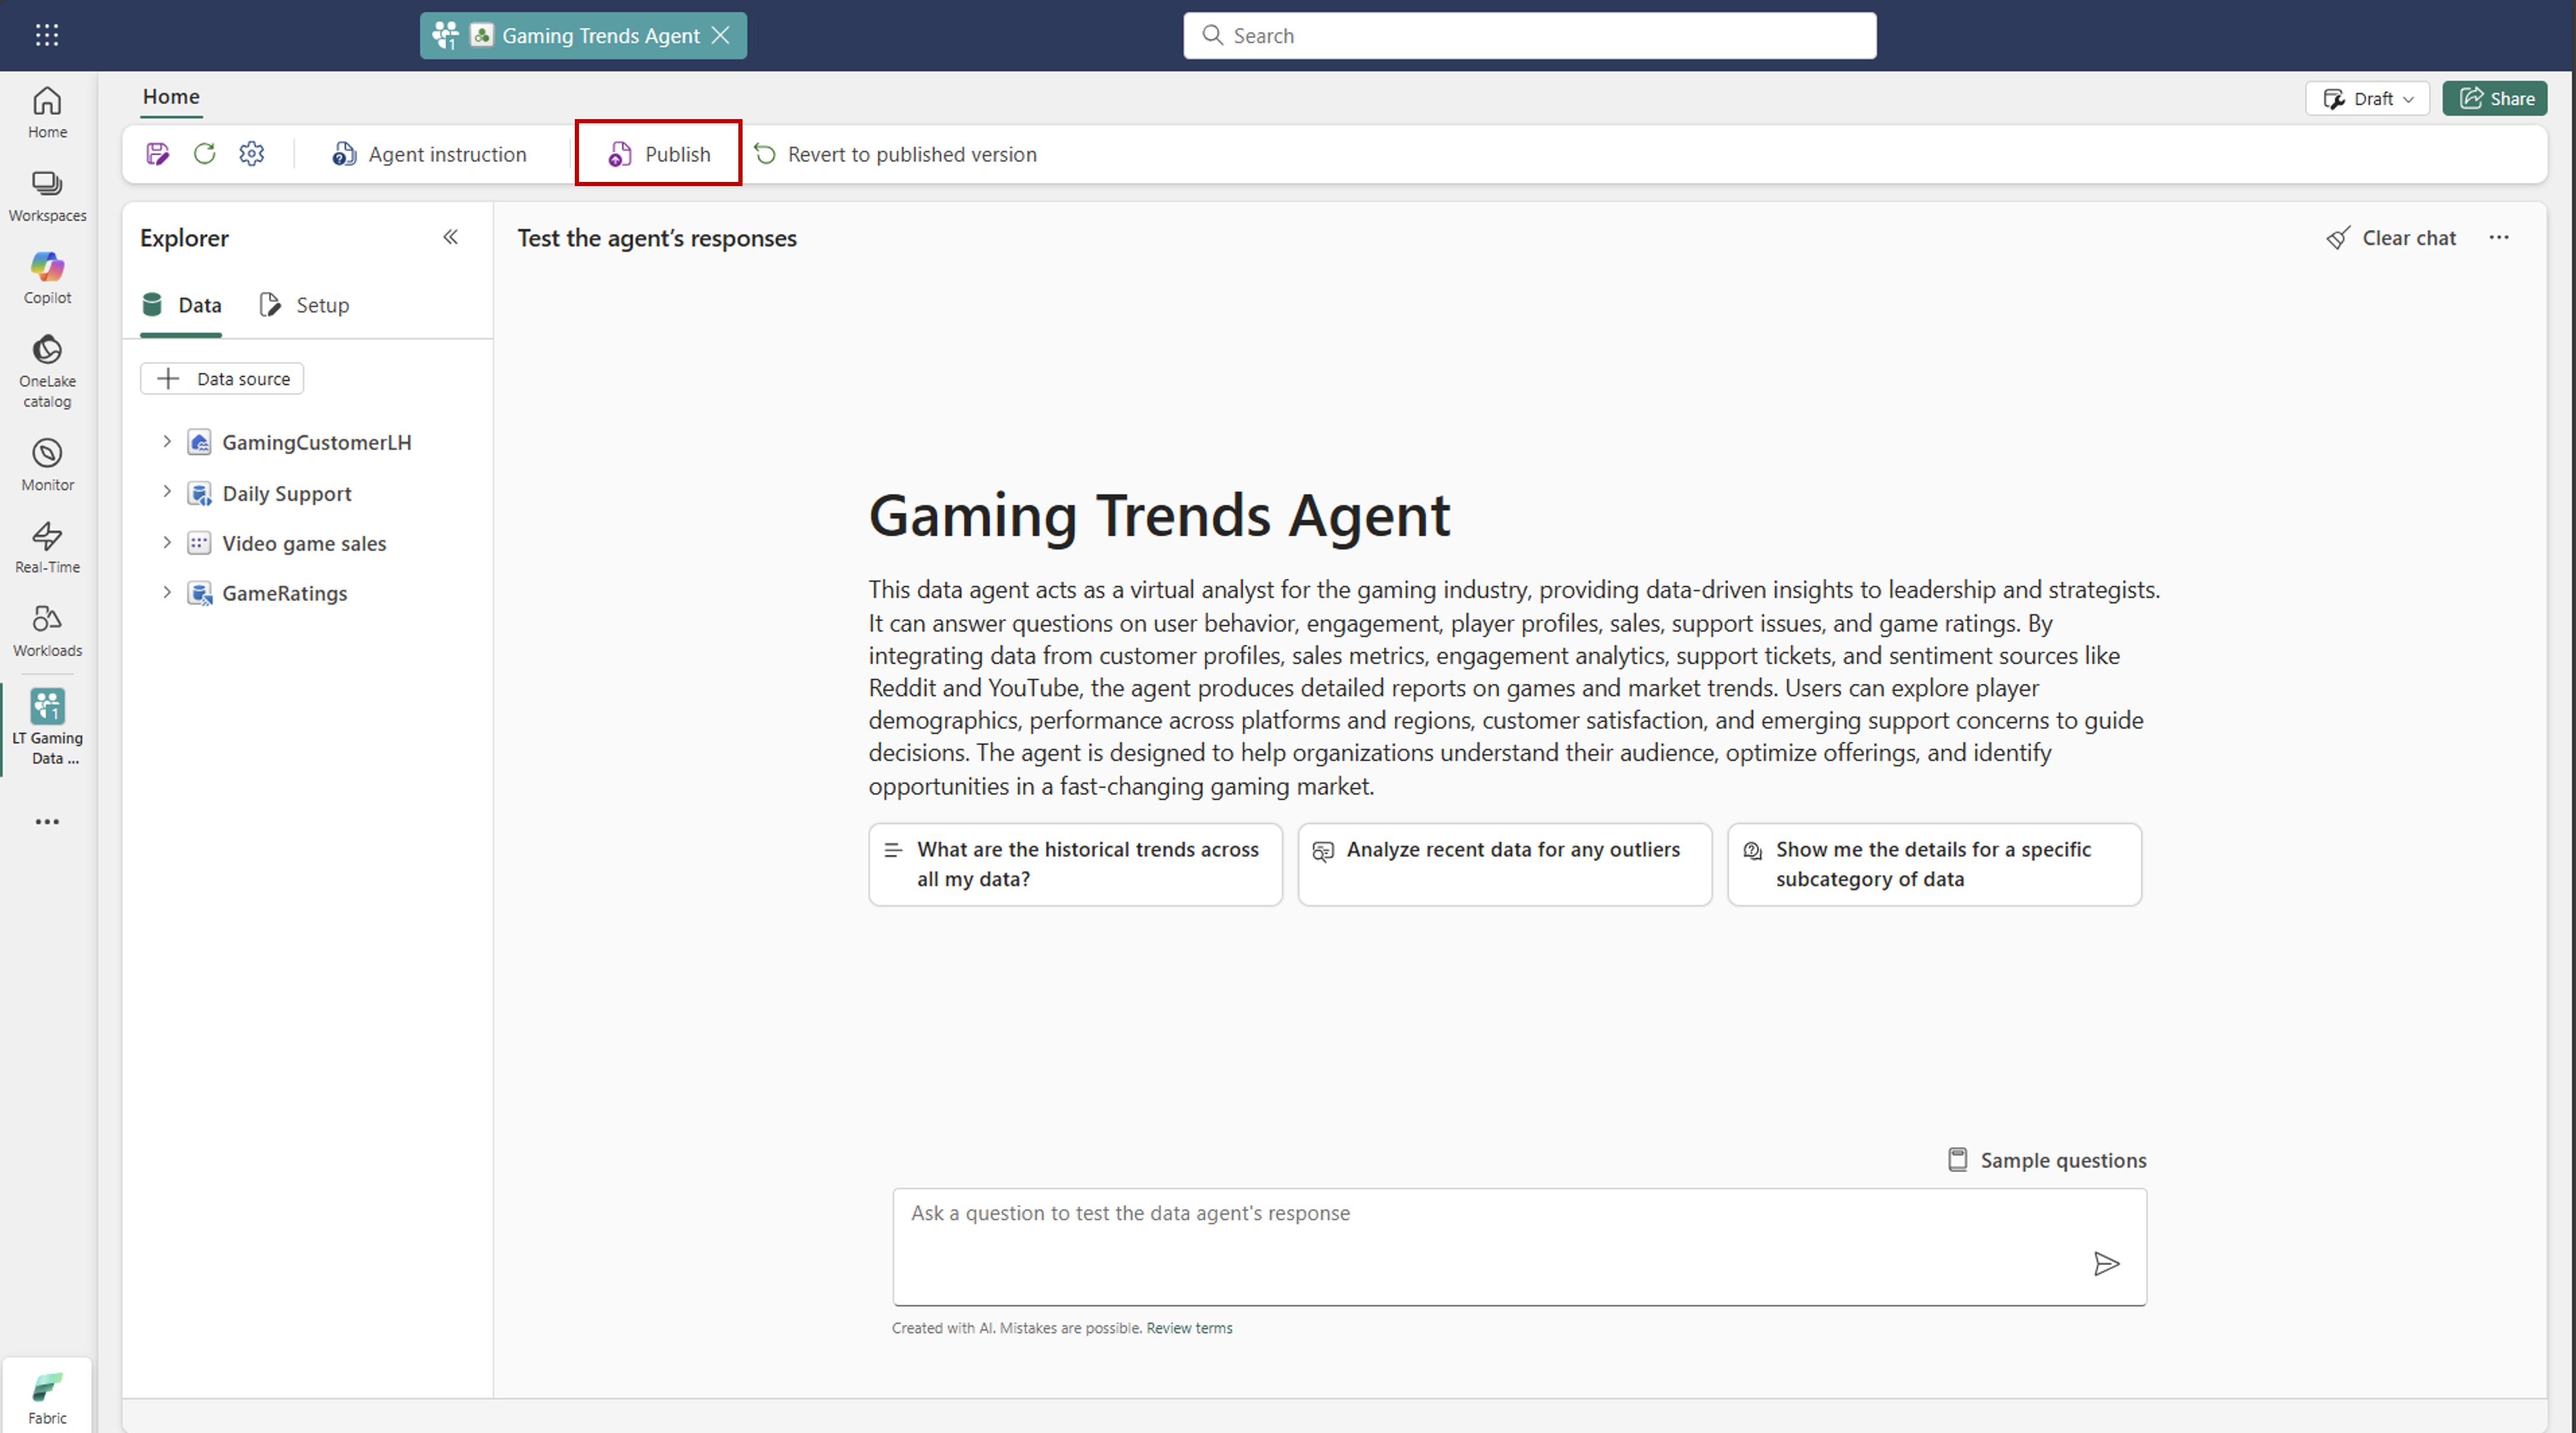 Gaming Trends Agent
Search
Home
Draft
Share
Agent instruction
Publish
Revert to published version
Home
Workspaces
Copilot
OneLake
catalog
Monitor
Real-Time
Workloads
1
LT Gaming
Data ...
Fabric
Explorer
Data
Setup
Data source
GamingCustomerLH
Daily Support
Video game sales
GameRatings
Test the agent's responses
Clear chat
Gaming Trends Agent
This data agent acts as a virtual analyst for the gaming industry, providing data-driven insights to leadership and strategists.
It can answer questions on user behavior, engagement, player profiles, sales, support issues, and game ratings. By
integrating data from customer profiles, sales metrics, engagement analytics, support tickets, and sentiment sources like
Reddit and YouTube, the agent produces detailed reports on games and market trends. Users can explore player
demographics, performance across platforms and regions, customer satisfaction, and emerging support concerns to guide
decisions. The agent is designed to help organizations understand their audience, optimize offerings, and identify
opportunities in a fast-changing gaming market.
What are the historical trends across
all my data?
Analyze recent data for any outliers
Show me the details for a specific
subcategory of data
Sample questions
Ask a question to test the data agent's response
Created with AI. Mistakes are possible. Review terms